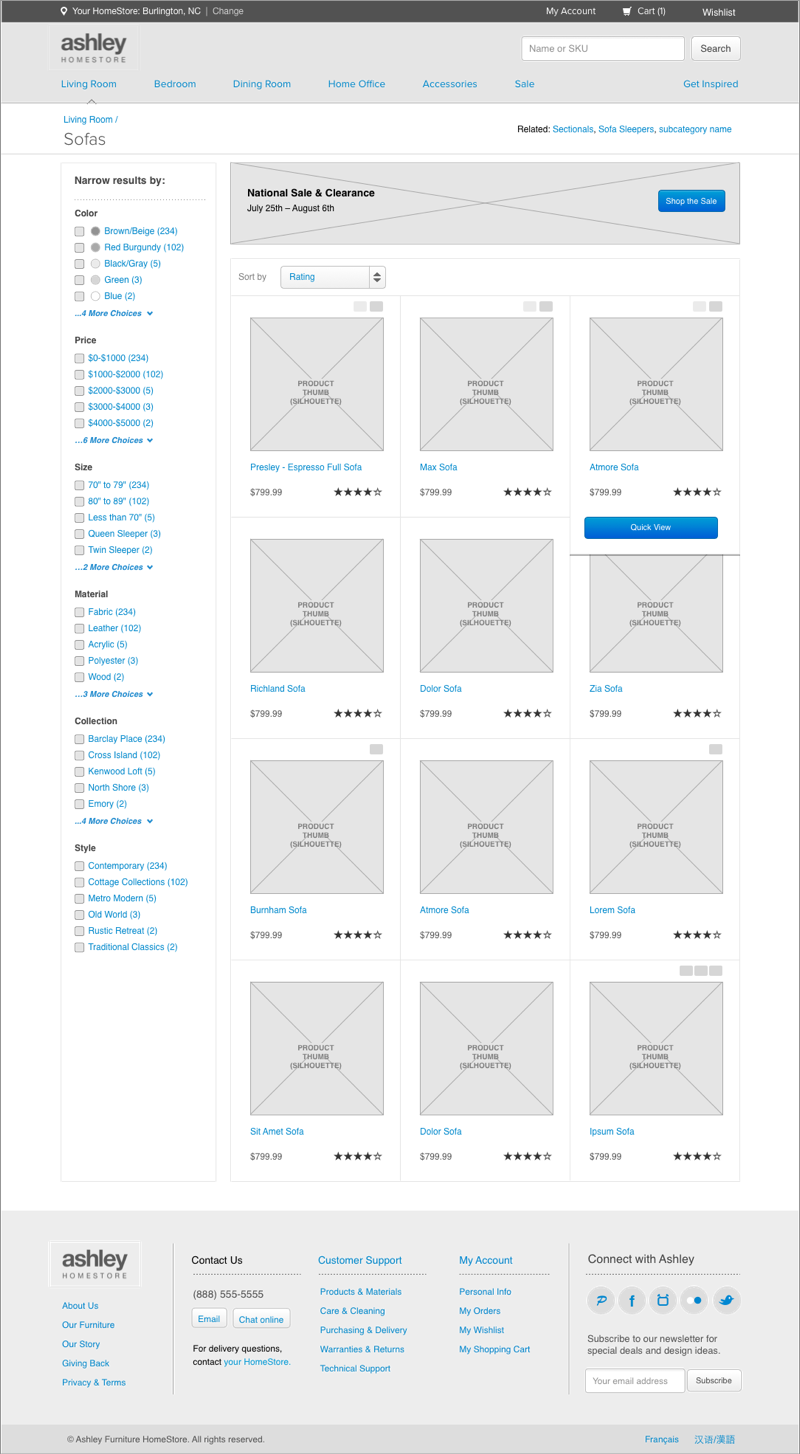 Your HomeStore: Burlington, NC | Change
My Account
Cart (1)
Wishlist
ashley
HOMESTORE
Name or SKU
Search
Living Room
Bedroom
Dining Room
Home Office
Accessories
Sale
Get Inspired
Living Room /
Sofas
Related: Sectionals, Sofa Sleepers, subcategory name
Narrow results by:
Color
Brown/Beige (234)
Red Burgundy (102)
Black/Gray (5)
Green (3)
Blue (2)
...4 More Choices
Price
$0-$1000 (234)
$1000-$2000 (102)
$2000-$3000 (5)
$3000-$4000 (3)
$4000-$5000 (2)
...6 More Choices
Size
70" to 79" (234)
80" to 89" (102)
Less than 70" (5)
Queen Sleeper (3)
Twin Sleeper (2)
...2 More Choices
Material
Fabric (234)
Leather (102)
Acrylic (5)
Polyester (3)
Wood (2)
...3 More Choices
Collection
Barclay Place (234)
Cross Island (102)
Kenwood Loft (5)
North Shore (3)
Emory (2)
...4 More Choices
Style
Contemporary (234)
Cottage Collections (102)
Metro Modern (5)
Old World (3)
Rustic Retreat (2)
Traditional Classics (2)
National Sale & Clearance
July 25th – August 6th
Shop the Sale
Sort by
Rating
PRODUCT
THUMB
(SILHOUETTE)
Presley - Espresso Full Sofa
$799.99 ★★★★☆
PRODUCT
THUMB
(SILHOUETTE)
Max Sofa
$799.99 ★★★★☆
PRODUCT
THUMB
(SILHOUETTE)
Atmore Sofa
$799.99 ★★★★☆
Quick View
PRODUCT
THUMB
(SILHOUETTE)
Richland Sofa
$799.99 ★★★★☆
PRODUCT
THUMB
(SILHOUETTE)
Dolor Sofa
$799.99 ★★★★☆
PRODUCT
THUMB
(SILHOUETTE)
Zia Sofa
$799.99 ★★★★☆
PRODUCT
THUMB
(SILHOUETTE)
Burnham Sofa
$799.99 ★★★★☆
PRODUCT
THUMB
(SILHOUETTE)
Atmore Sofa
$799.99 ★★★★☆
PRODUCT
THUMB
(SILHOUETTE)
Lorem Sofa
$799.99 ★★★★☆
PRODUCT
THUMB
(SILHOUETTE)
Sit Amet Sofa
$799.99 ★★★★☆
PRODUCT
THUMB
(SILHOUETTE)
Dolor Sofa
$799.99 ★★★★☆
PRODUCT
THUMB
(SILHOUETTE)
Ipsum Sofa
$799.99 ★★★★☆
ashley
HOMESTORE
About Us
Our Furniture
Our Story
Giving Back
Privacy & Terms
Contact Us
(888) 555-5555
Email
Chat online
For delivery questions,
contact your HomeStore.
Customer Support
Products & Materials
Care & Cleaning
Purchasing & Delivery
Warranties & Returns
Technical Support
My Account
Personal Info
My Orders
My Wishlist
My Shopping Cart
Connect with Ashley
Subscribe to our newsletter for
special deals and design ideas.
Your email address
Subscribe
© Ashley Furniture HomeStore. All rights reserved.
Français
汉语/漢語